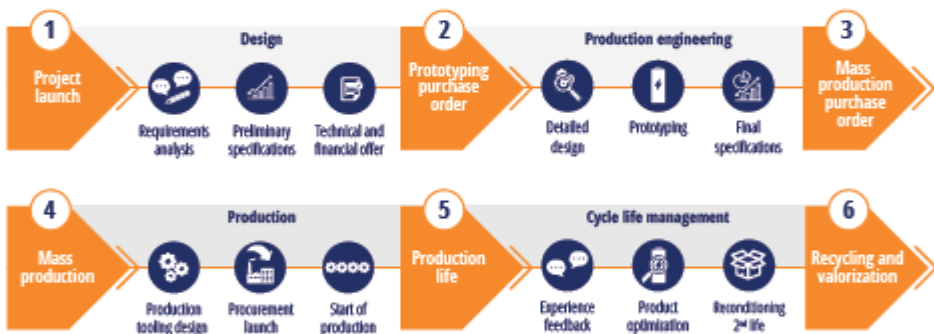 1
Project
launch
Design
Requirements
analysis
Preliminary
specifications
Technical and
financial offer
2
Prototyping
purchase
order
Production engineering
Detailed
design
Prototyping
Final
specifications
3
Mass
production
purchase
order
4
Mass
production
Production
Production
tooling design
Procurement
launch
Start of
production
5
Production
life
Cycle life management
Experience
feedback
Product
optimisation
Reconditioning
2nd life
6
Recycling and
valorization